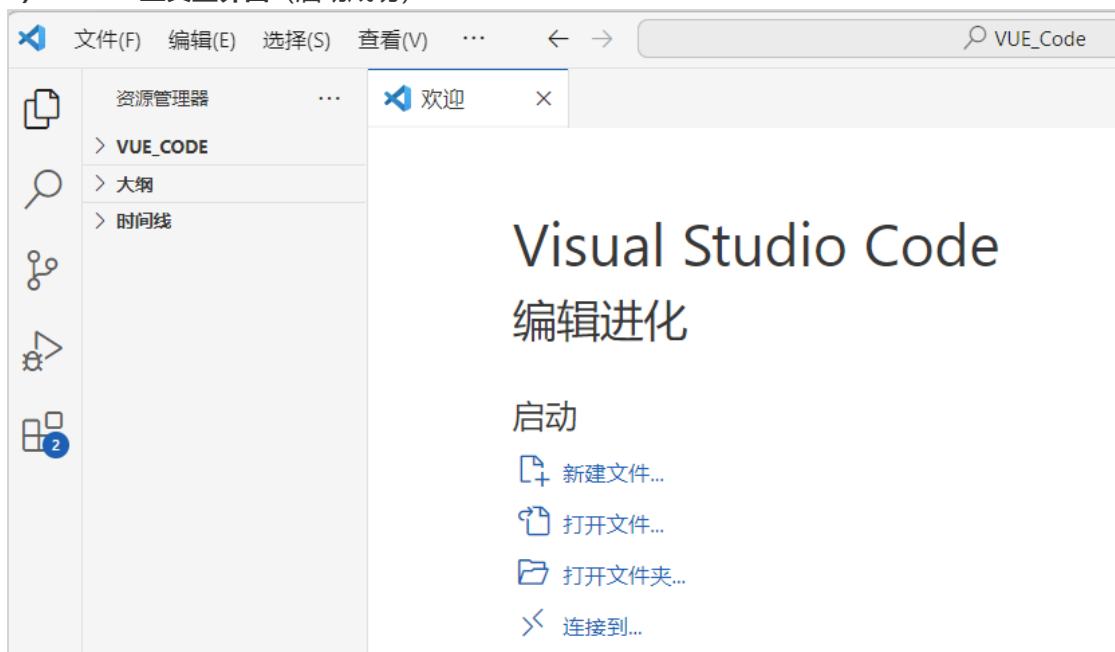 文件(F) 编辑(E) 选择(S) 查看(V) ··· ← → VUE_Code
资源管理器 ···
欢迎 ×
> VUE_CODE
> 大纲
> 时间线
2
Visual Studio Code
编辑进化
启动
新建文件...
打开文件...
打开文件夹...
连接到...